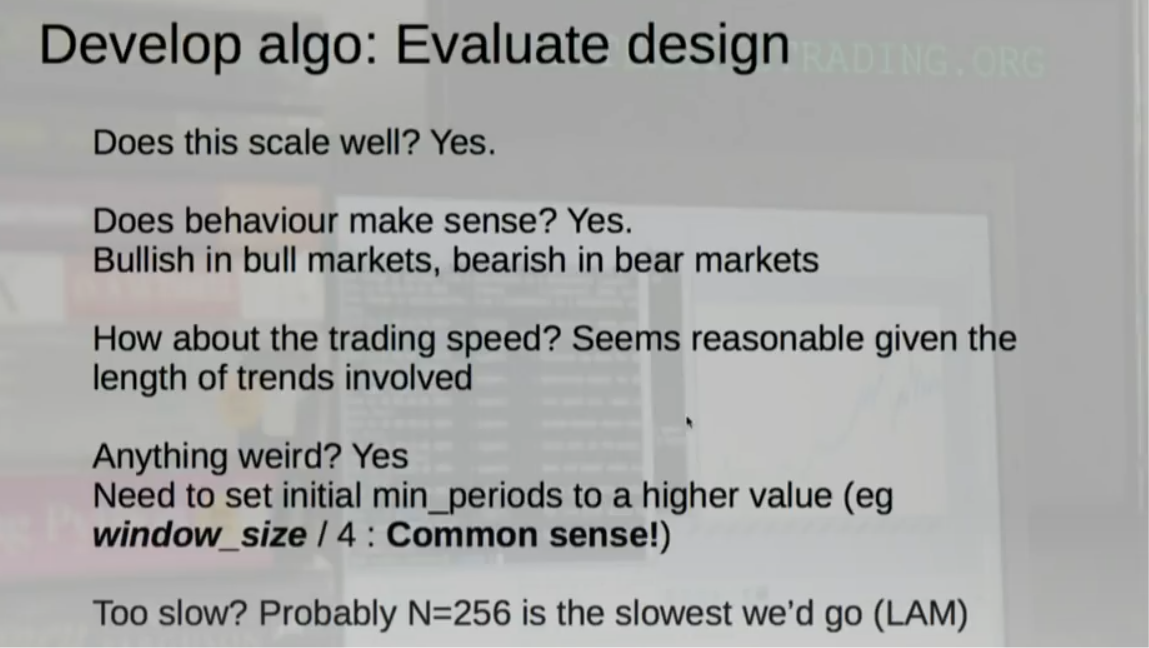 Develop algo: Evaluate design
TRADING.ORG
Does this scale well? Yes.
Does behaviour make sense? Yes.
Bullish in bull markets, bearish in bear markets
How about the trading speed? Seems reasonable given the
length of trends involved
Anything weird? Yes
Need to set initial min_periods to a higher value (eg
window_size / 4 : Common sense!)
Too slow? Probably N=256 is the slowest we'd go (LAM)